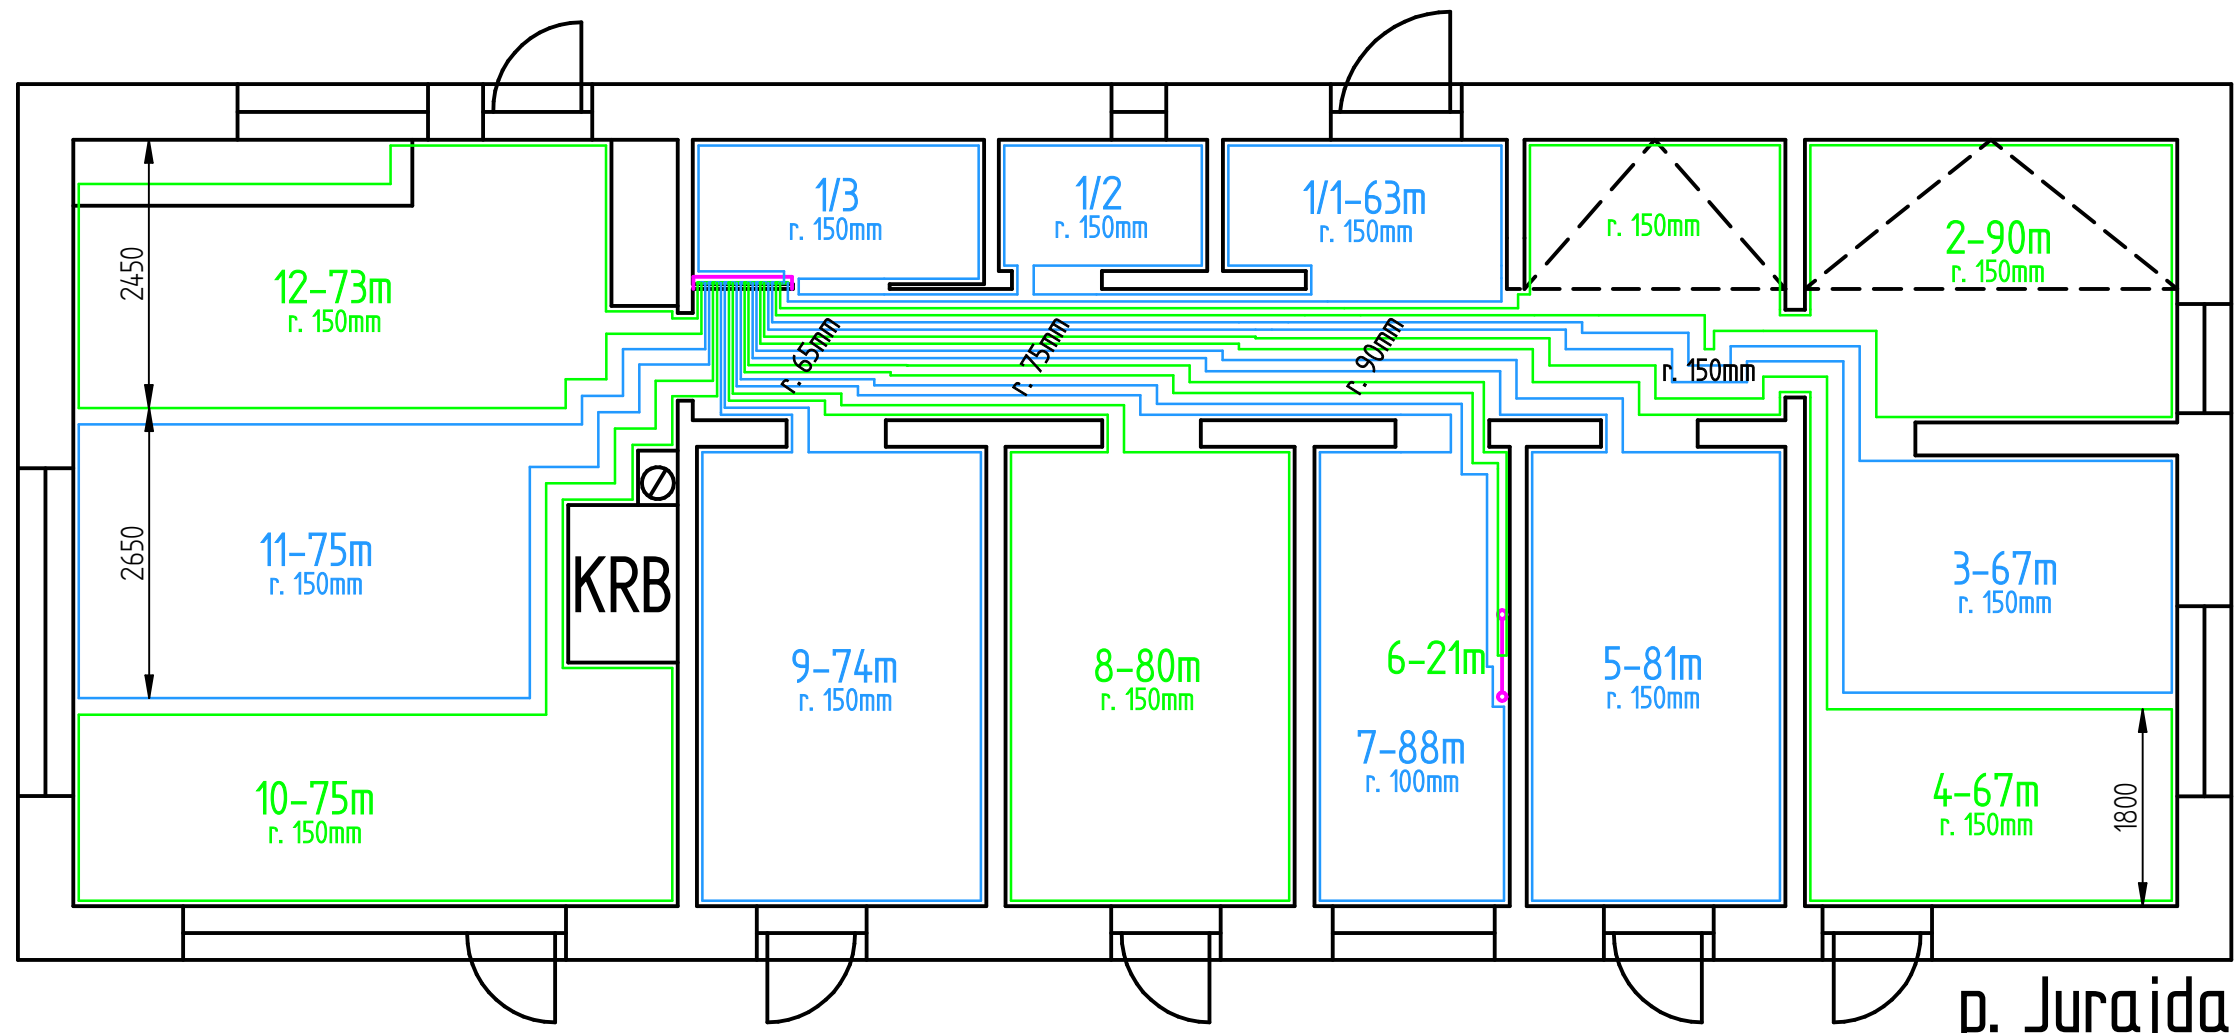 1/3
r. 150mm
1/2
r. 150mm
1/1-63m
r. 150mm
r. 150mm
2-90m
r. 150mm
2450
12-73m
r. 150mm
r. 65mm
r. 75mm
r. 90mm
r. 150mm
2650
11-75m
r. 150mm
KRB
3-67m
r. 150mm
9-74m
r. 150mm
8-80m
r. 150mm
6-21m
5-81m
r. 150mm
7-88m
r. 100mm
10-75m
r. 150mm
4-67m
r. 150mm
1800
p. Jurajda